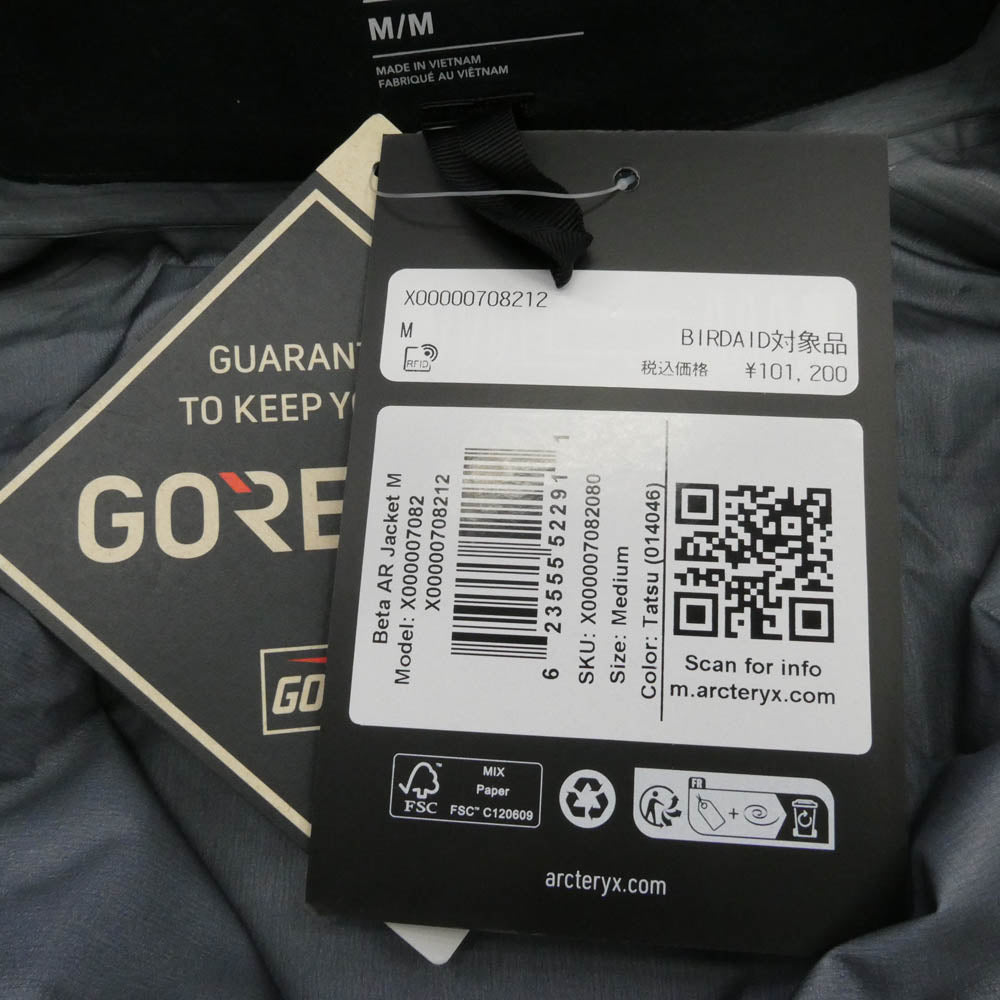 M/M
MADE IN VIETNAM
FABRIQUÉ AU VIÊTNAM
GUARANT
TO KEEP YO
GORE
GO
X00000708212
M
RFID
BIRDAID対象品
税込価格 ¥101,200
Beta AR Jacket M
Model: X000007082
X00000708212
6 23555 52291 1
SKU: X000007082080
Size: Medium
Color: Tatsu (014046)
Scan for info
m.arcteryx.com
FSC™
MIX
Paper
FSC™ C120609
FR
+
arcteryx.com